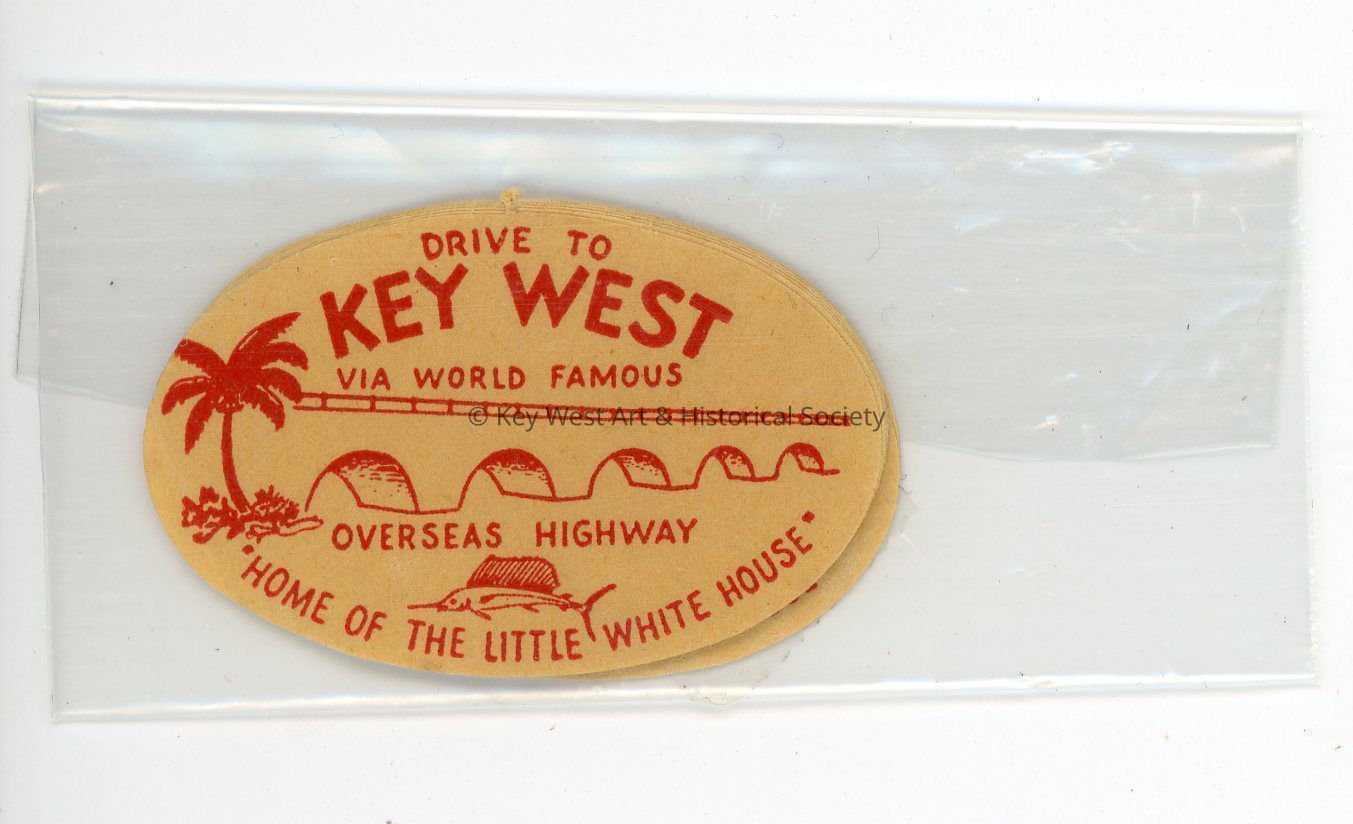 DRIVE TO
KEY WEST
VIA WORLD FAMOUS
© Key West Art & Historical Society
OVERSEAS HIGHWAY
"HOME OF THE LITTLE WHITE HOUSE"